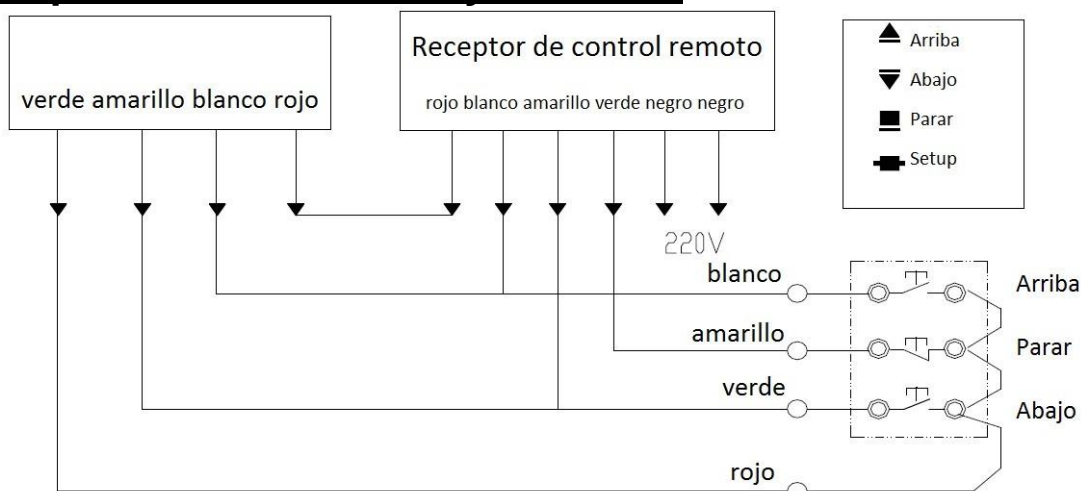 verde amarillo blanco rojo
Receptor de control remoto
rojo blanco amarillo verde negro negro
Arriba
Abajo
Parar
Setup
220V
blanco
Arriba
amarillo
Parar
verde
Abajo
rojo